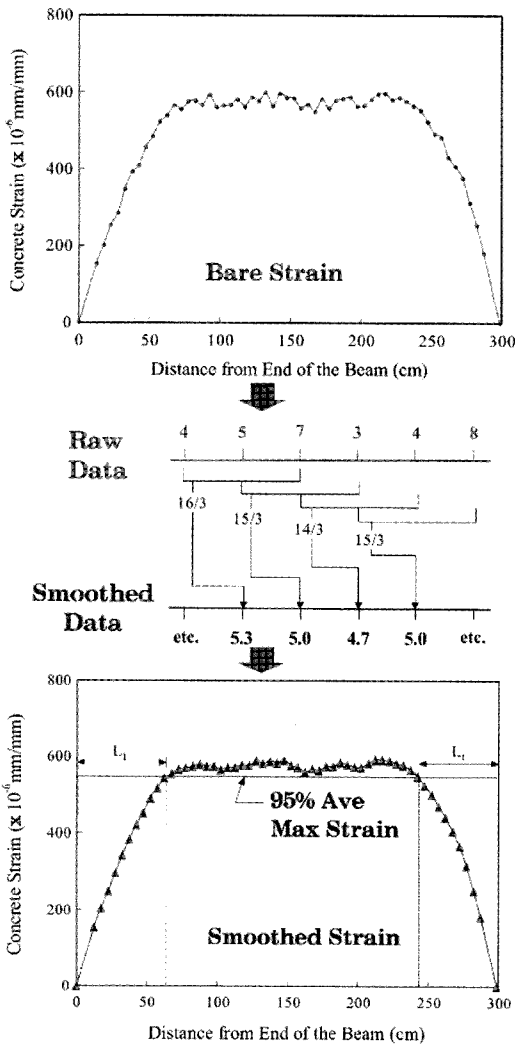 800
600
400
200
0
Concrete Strain (x 10⁻⁶ mm/mm)
Bare Strain
0 50 100 150 200 250 300
Distance from End of the Beam (cm)
Raw Data
4 5 7 3 4 8
16/3 15/3 14/3 15/3
Smoothed Data
etc. 5.3 5.0 4.7 5.0 etc.
800
600
400
200
0
Concrete Strain (x 10⁻⁶ mm/mm)
Lt Lt
95% Ave
Max Strain
Smoothed Strain
0 50 100 150 200 250 300
Distance from End of the Beam (cm)